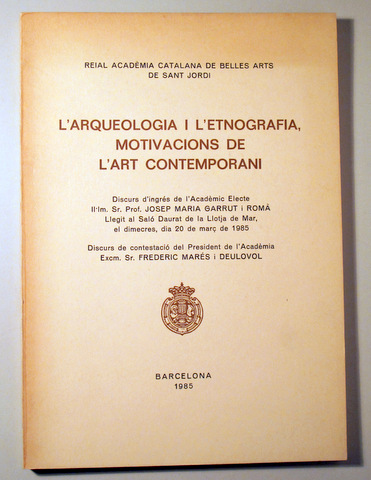 REIAL ACADÈMIA CATALANA DE BELLES ARTS
DE SANT JORDI
L'ARQUEOLOGIA I L'ETNOGRAFIA,
MOTIVACIONS DE
L'ART CONTEMPORANI
Discurs d'ingrés de l'Acadèmic Electe
Il·lm. Sr. Prof. JOSEP MARIA GARRUT i ROMÁ
Llegit al Saló Daurat de la Llotja de Mar,
el dimecres, dia 20 de març de 1985
Discurs de contestació del President de l'Acadèmia
Excm. Sr. FREDERIC MARÉS i DEULOVOL
BARCELONA
1985